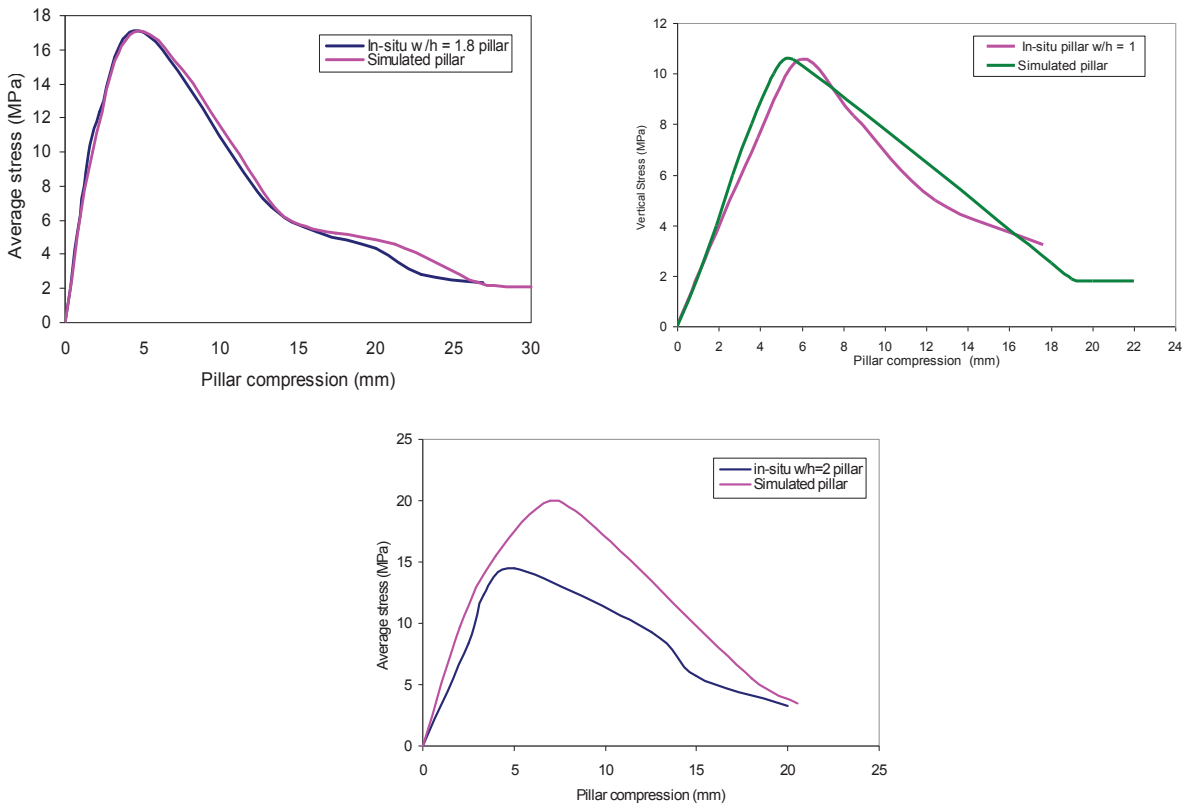 18
16
14
12
10
8
6
4
2
0
Average stress (MPa)
In-situ w/h = 1.8 pillar
Simulated pillar
0 5 10 15 20 25 30
Pillar compression (mm)
12
10
8
6
4
2
0
Vertical Stress (MPa)
In-situ pillar w/h = 1
Simulated pillar
0 2 4 6 8 10 12 14 16 18 20 22 24
Pillar compression (mm)
25
20
15
10
5
0
Average stress (MPa)
in-situ w/h=2 pillar
Simulated pillar
0 5 10 15 20 25
Pillar compression (mm)